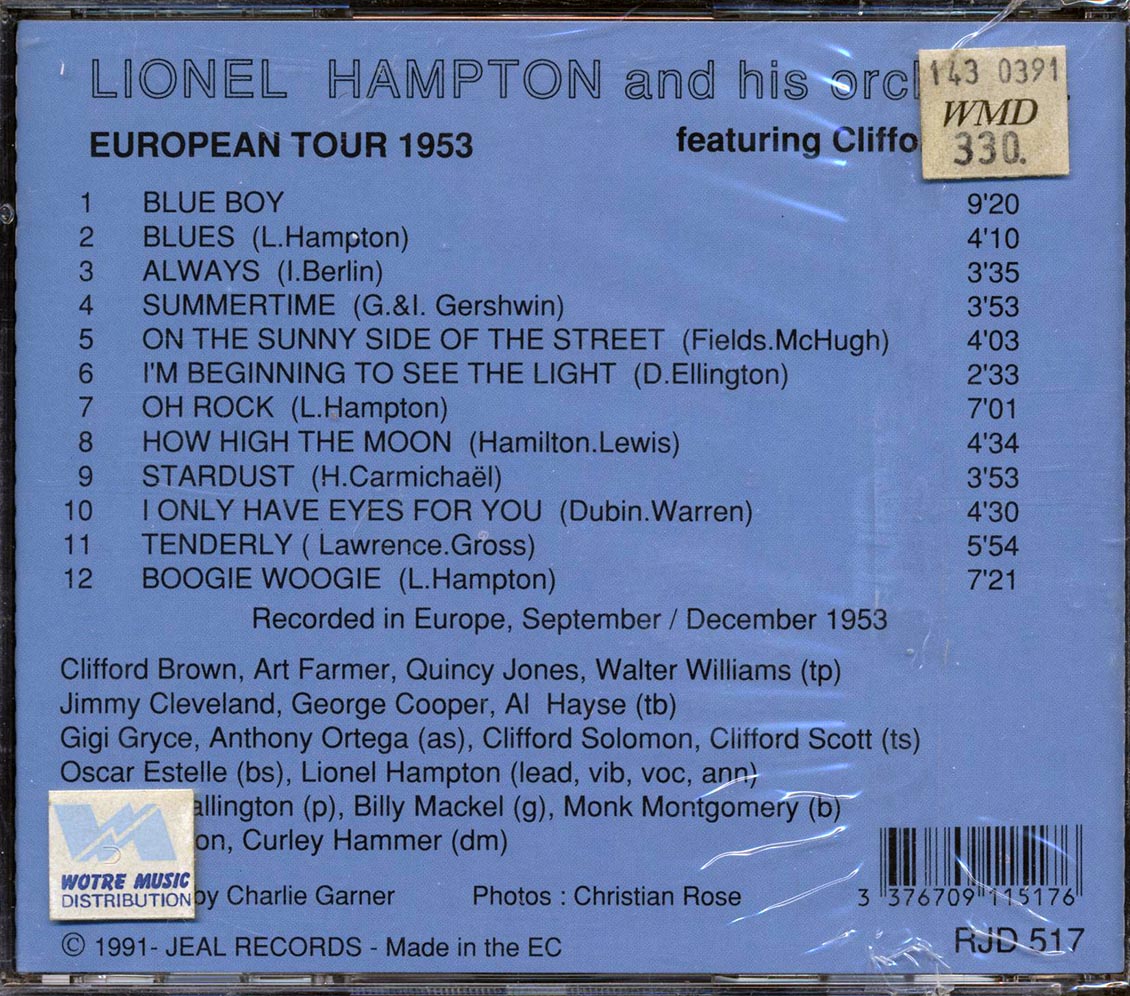 LIONEL HAMPTON and his orc
143 0391
WMD
330.
EUROPEAN TOUR 1953 featuring Cliffo
1 BLUE BOY 9'20
2 BLUES (L.Hampton) 4'10
3 ALWAYS (I.Berlin) 3'35
4 SUMMERTIME (G.&I. Gershwin) 3'53
5 ON THE SUNNY SIDE OF THE STREET (Fields.McHugh) 4'03
6 I'M BEGINNING TO SEE THE LIGHT (D.Ellington) 2'33
7 OH ROCK (L.Hampton) 7'01
8 HOW HIGH THE MOON (Hamilton.Lewis) 4'34
9 STARDUST (H.Carmichaël) 3'53
10 I ONLY HAVE EYES FOR YOU (Dubin.Warren) 4'30
11 TENDERLY ( Lawrence.Gross) 5'54
12 BOOGIE WOOGIE (L.Hampton) 7'21
Recorded in Europe, September / December 1953
Clifford Brown, Art Farmer, Quincy Jones, Walter Williams (tp)
Jimmy Cleveland, George Cooper, Al Hayse (tb)
Gigi Gryce, Anthony Ortega (as), Clifford Solomon, Clifford Scott (ts)
Oscar Estelle (bs), Lionel Hampton (lead, vib, voc, ann)
allington (p), Billy Mackel (g), Monk Montgomery (b)
on, Curley Hammer (dm)
WOTRE MUSIC
DISTRIBUTION
by Charlie Garner Photos : Christian Rose
3 376709 115176
© 1991- JEAL RECORDS - Made in the EC
RJD 517